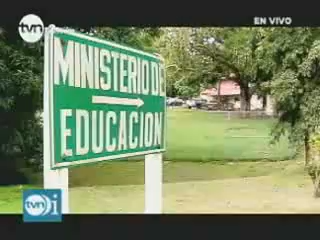 tvn
EN VIVO
MINISTERIO DE
EDUCACION
tvn i